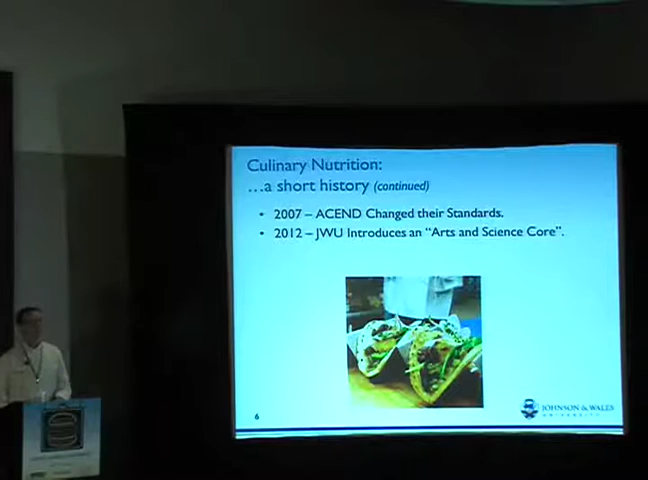 Culinary Nutrition:
…a short history (continued)
• 2007 – ACEND Changed their Standards.
• 2012 – JWU Introduces an “Arts and Science Core”.
6
JOHNSON & WALES
UNIVERSITY